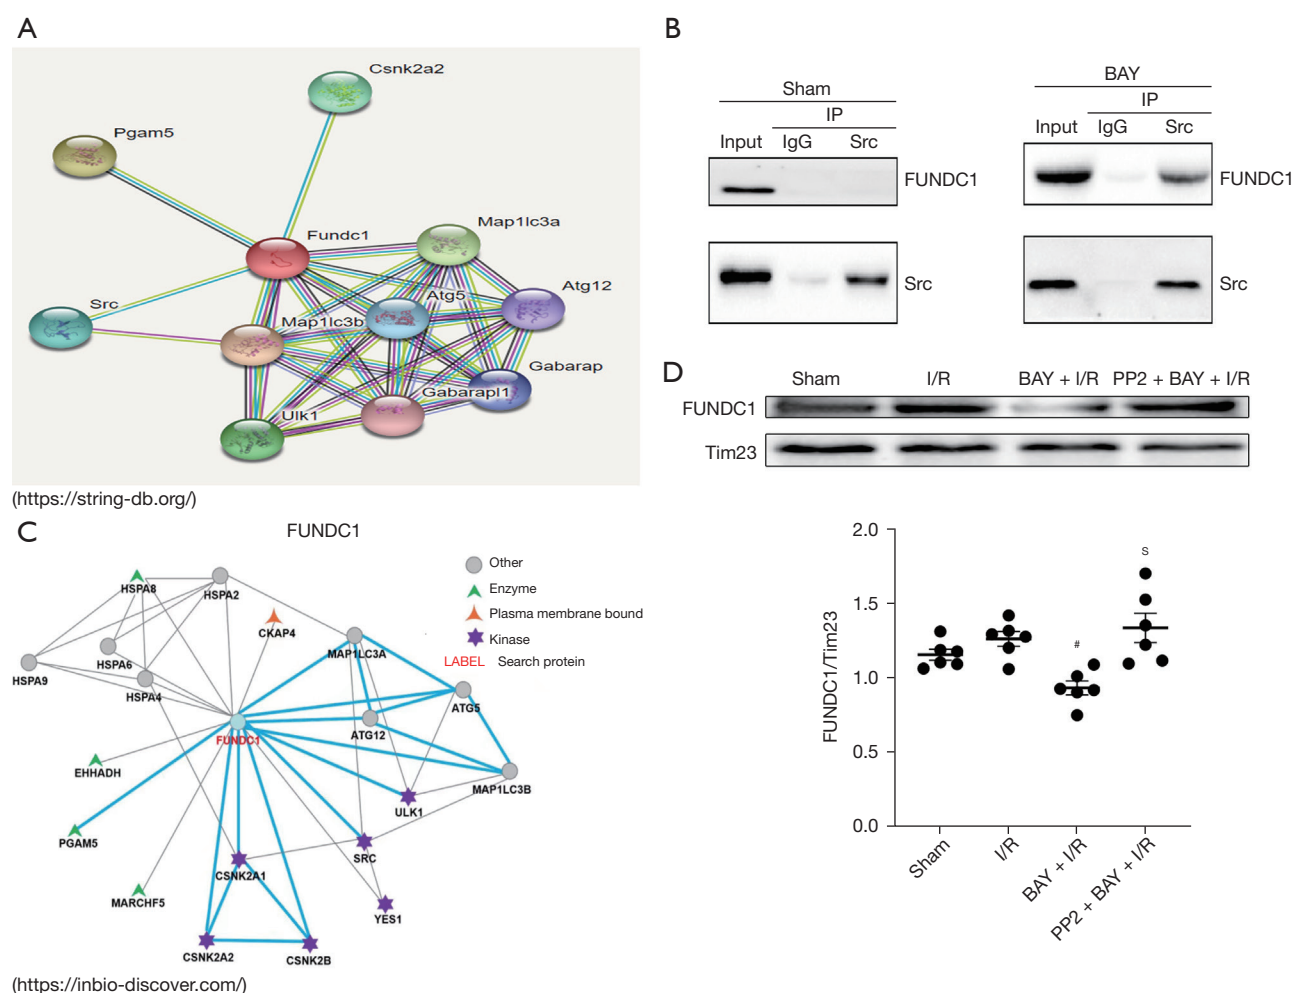 A
Csnk2a2
Pgam5
Fundc1
Map1lc3a
Src
Atg5
Atg12
Map1lc3b
Gabarap
Gabarapl1
Ulk1
(https://string-db.org/)
B
Sham
IP
Input IgG Src
FUNDC1
Src
BAY
IP
Input IgG Src
FUNDC1
Src
C
FUNDC1
HSPA8
HSPA2
CKAP4
HSPA6
HSPA9
HSPA4
MAP1LC3A
ATG5
FUNDC1
ATG12
EHHADH
MAP1LC3B
ULK1
PGAM5
SRC
CSNK2A1
MARCHF5
YES1
CSNK2A2
CSNK2B
Other
Enzyme
Plasma membrane bound
Kinase
LABEL Search protein
(https://inbio-discover.com/)
D
Sham I/R BAY + I/R PP2 + BAY + I/R
FUNDC1
Tim23
FUNDC1/Tim23
2.0
1.5
1.0
0.5
0.0
#
S
Sham
I/R
BAY + I/R
PP2 + BAY + I/R